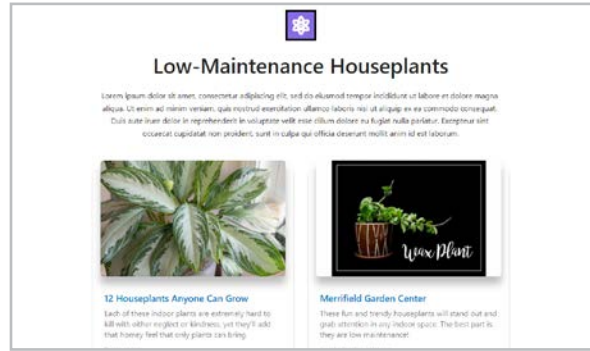 Low-Maintenance Houseplants
Lorem ipsum dolor sit amet, consectetur adipiscing elit, sed do eiusmod tempor incididunt ut labore et dolore magna
aliqua. Ut enim ad minim veniam, quis nostrud exercitation ullamco laboris nisi ut aliquip ex ea commodo consequat.
Duis aute irure dolor in reprehenderit in voluptate velit esse cillum dolore eu fugiat nulla pariatur. Excepteur sint
occaecat cupidatat non proident, sunt in culpa qui officia deserunt mollit anim id est laborum.
Wax Plant
12 Houseplants Anyone Can Grow
Each of these indoor plants are extremely hard to
kill with either neglect or kindness, yet they'll add
that homey feel that only plants can bring.
Merrifield Garden Center
These fun and trendy houseplants will stand out and
grab attention in any indoor space. The best part is
they are low maintenance!